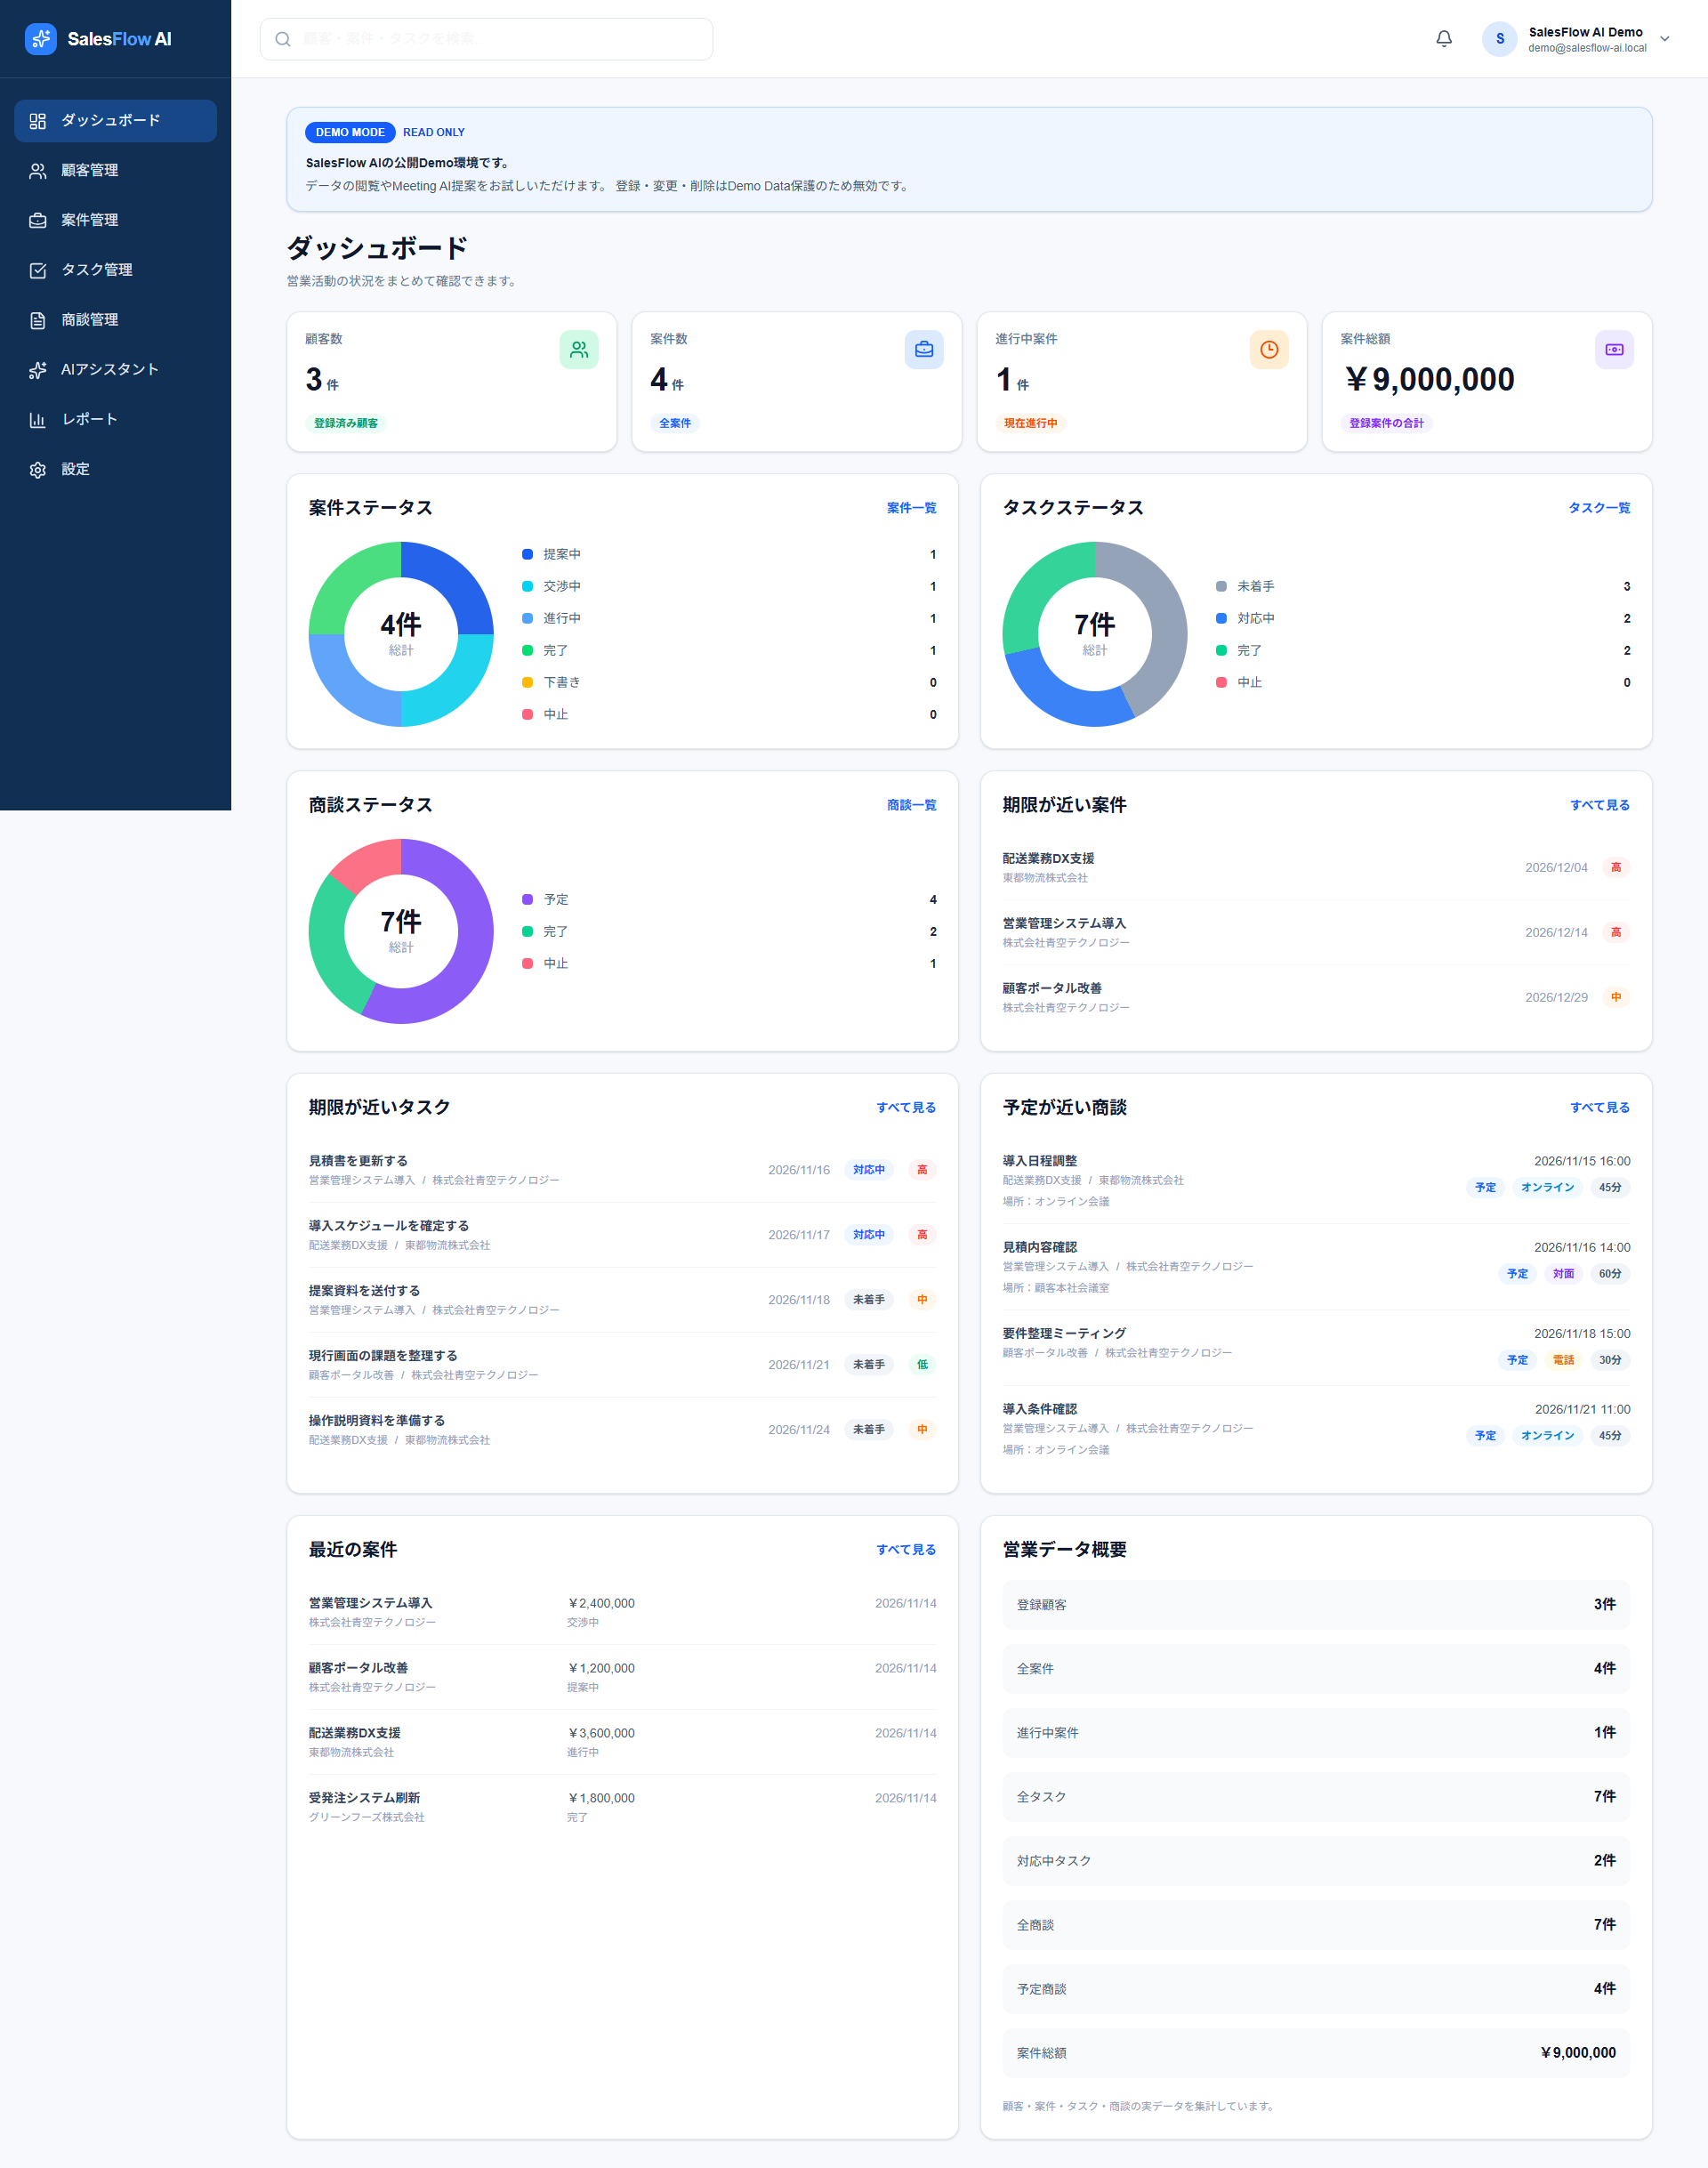 SalesFlow AI
顧客・案件・タスクを検索
SalesFlow AI Demo
S
demo@salesflow-ai.local
ダッシュボード
顧客管理
案件管理
タスク管理
商談管理
AIアシスタント
レポート
設定
DEMO MODE READ ONLY
SalesFlow AIの公開Demo環境です。
データの閲覧やMeeting AI提案をお試しいただけます。 登録・変更・削除はDemo Data保護のため無効です。
ダッシュボード
営業活動の状況をまとめて確認できます。
顧客数
3 件
登録済み顧客
案件数
4 件
全案件
進行中案件
1 件
現在進行中
案件総額
￥9,000,000
登録案件の合計
案件ステータス 案件一覧
4件
総計
提案中 1
交渉中 1
進行中 1
完了 1
下書き 0
中止 0
タスクステータス タスク一覧
7件
総計
未着手 3
対応中 2
完了 2
中止 0
商談ステータス 商談一覧
7件
総計
予定 4
完了 2
中止 1
期限が近い案件 すべて見る
配送業務DX支援
東都物流株式会社
2026/12/04 高
営業管理システム導入
株式会社青空テクノロジー
2026/12/14 高
顧客ポータル改善
株式会社青空テクノロジー
2026/12/29 中
期限が近いタスク すべて見る
見積書を更新する
営業管理システム導入 / 株式会社青空テクノロジー
2026/11/16 対応中 高
導入スケジュールを確定する
配送業務DX支援 / 東都物流株式会社
2026/11/17 対応中 高
提案資料を送付する
営業管理システム導入 / 株式会社青空テクノロジー
2026/11/18 未着手 中
現行画面の課題を整理する
顧客ポータル改善 / 株式会社青空テクノロジー
2026/11/21 未着手 低
操作説明資料を準備する
配送業務DX支援 / 東都物流株式会社
2026/11/24 未着手 中
予定が近い商談 すべて見る
導入日程調整
配送業務DX支援 / 東都物流株式会社
場所：オンライン会議
2026/11/15 16:00
予定 オンライン 45分
見積内容確認
営業管理システム導入 / 株式会社青空テクノロジー
場所：顧客本社会議室
2026/11/16 14:00
予定 対面 60分
要件整理ミーティング
顧客ポータル改善 / 株式会社青空テクノロジー
2026/11/18 15:00
予定 電話 30分
導入条件確認
営業管理システム導入 / 株式会社青空テクノロジー
場所：オンライン会議
2026/11/21 11:00
予定 オンライン 45分
最近の案件 すべて見る
営業管理システム導入
株式会社青空テクノロジー
￥2,400,000
交渉中
2026/11/14
顧客ポータル改善
株式会社青空テクノロジー
￥1,200,000
提案中
2026/11/14
配送業務DX支援
東都物流株式会社
￥3,600,000
進行中
2026/11/14
受発注システム刷新
グリーンフーズ株式会社
￥1,800,000
完了
2026/11/14
営業データ概要
登録顧客 3件
全案件 4件
進行中案件 1件
全タスク 7件
対応中タスク 2件
全商談 7件
予定商談 4件
案件総額 ￥9,000,000
顧客・案件・タスク・商談の実データを集計しています。